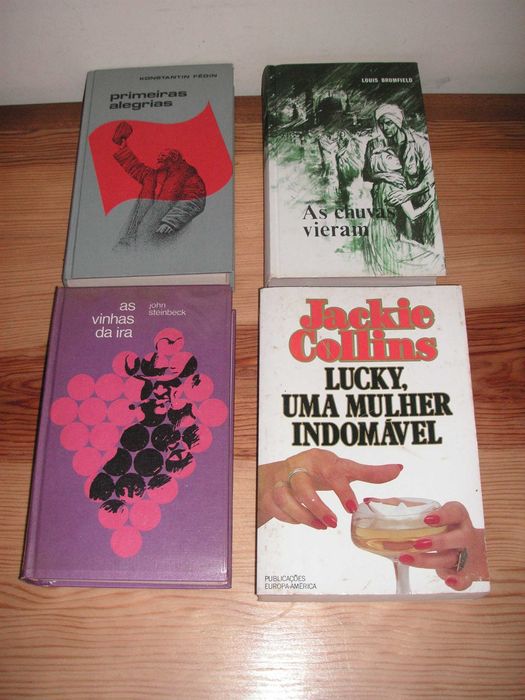 KONSTANTIN FÉDIN
primeiras
alegrias
LOUIS BROMFIELD
As chuvas
vieram
as
vinhas
da ira
john
steinbeck
Jackie
Collins
LUCKY,
UMA MULHER
INDOMÁVEL
PUBLICAÇÕES
EUROPA-AMÉRICA